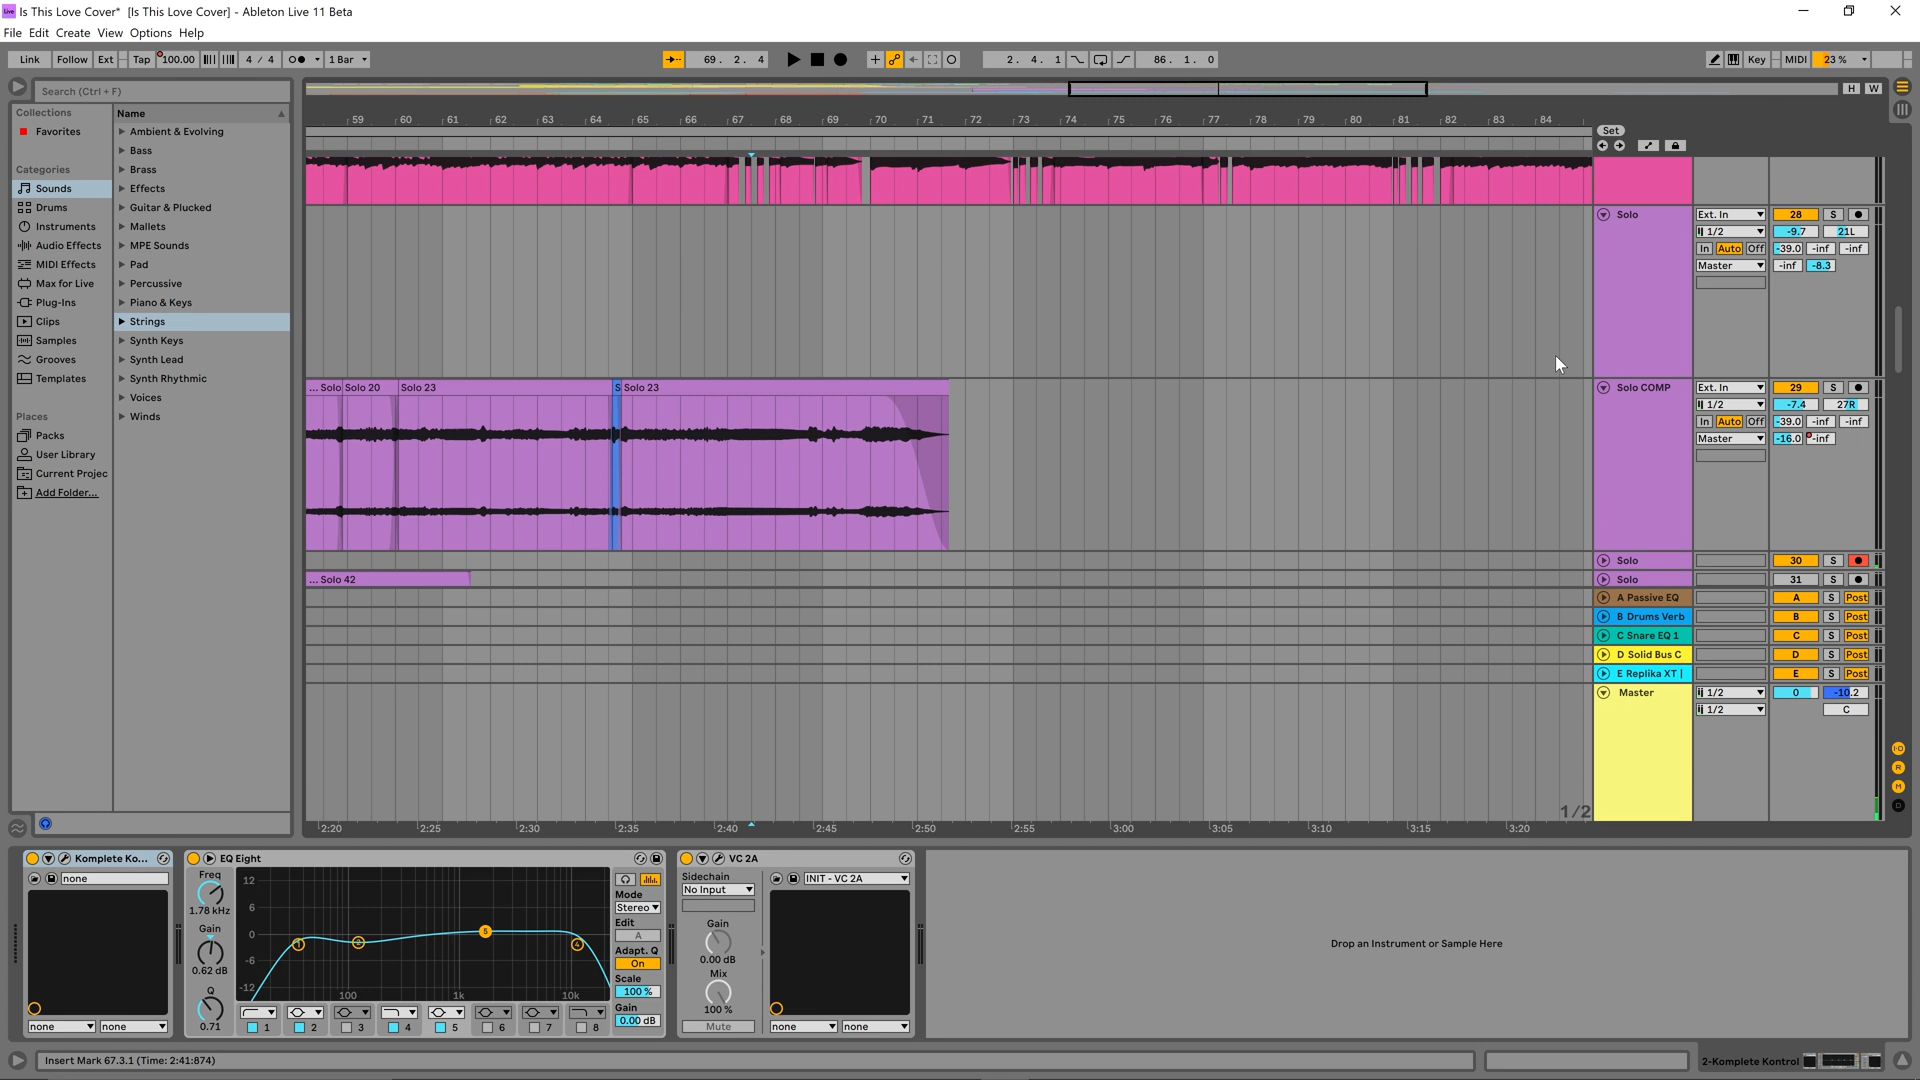 Live Is This Love Cover* [Is This Love Cover] - Ableton Live 11 Beta
File Edit Create View Options Help
Link Follow Ext Tap 100.00 4 / 4 1 Bar 69. 2. 4 2. 4. 1 86. 1. 0 Key MIDI 23 %
Search (Ctrl + F) H W
Collections
Favorites
Categories
Sounds
Drums
Instruments
Audio Effects
MIDI Effects
Max for Live
Plug-Ins
Clips
Samples
Grooves
Templates
Places
Packs
User Library
Current Projec
Add Folder...
Name
Ambient & Evolving
Bass
Brass
Effects
Guitar & Plucked
Mallets
MPE Sounds
Pad
Percussive
Piano & Keys
Strings
Synth Keys
Synth Lead
Synth Rhythmic
Voices
Winds
59 60 61 62 63 64 65 66 67 68 69 70 71 72 73 74 75 76 77 78 79 80 81 82 83 84
Set
Solo Ext. In 28 S
1/2 -9.7 21L
In Auto Off -39.0 -inf -inf
Master -inf -8.3
... Solo Solo 20 Solo 23 S Solo 23 Solo COMP Ext. In 29 S
1/2 -7.4 27R
In Auto Off -39.0 -inf -inf
Master -16.0 -inf
Solo 30 S
... Solo 42 Solo 31 S
A Passive EQ A S Post
B Drums Verb B S Post
C Snare EQ 1 C S Post
D Solid Bus C D S Post
E Replika XT | E S Post
Master 1/2 0 -10.2
1/2 C
I·O
R
M
D
1/2
2:20 2:25 2:30 2:35 2:40 2:45 2:50 2:55 3:00 3:05 3:10 3:15 3:20
Komplete Ko...
none
none none
EQ Eight
Freq
1.78 kHz
Gain
0.62 dB
Q
0.71
12
6
0
-6
-12
100 1k 10k
1 2 5 4
1 2 3 4 5 6 7 8
Mode
Stereo
Edit
A
Adapt. Q
On
Scale
100 %
Gain
0.00 dB
VC 2A
Sidechain
No Input
Gain
0.00 dB
Mix
100 %
Mute
INIT - VC 2A
none none
Drop an Instrument or Sample Here
Insert Mark 67.3.1 (Time: 2:41:874) 2-Komplete Kontrol